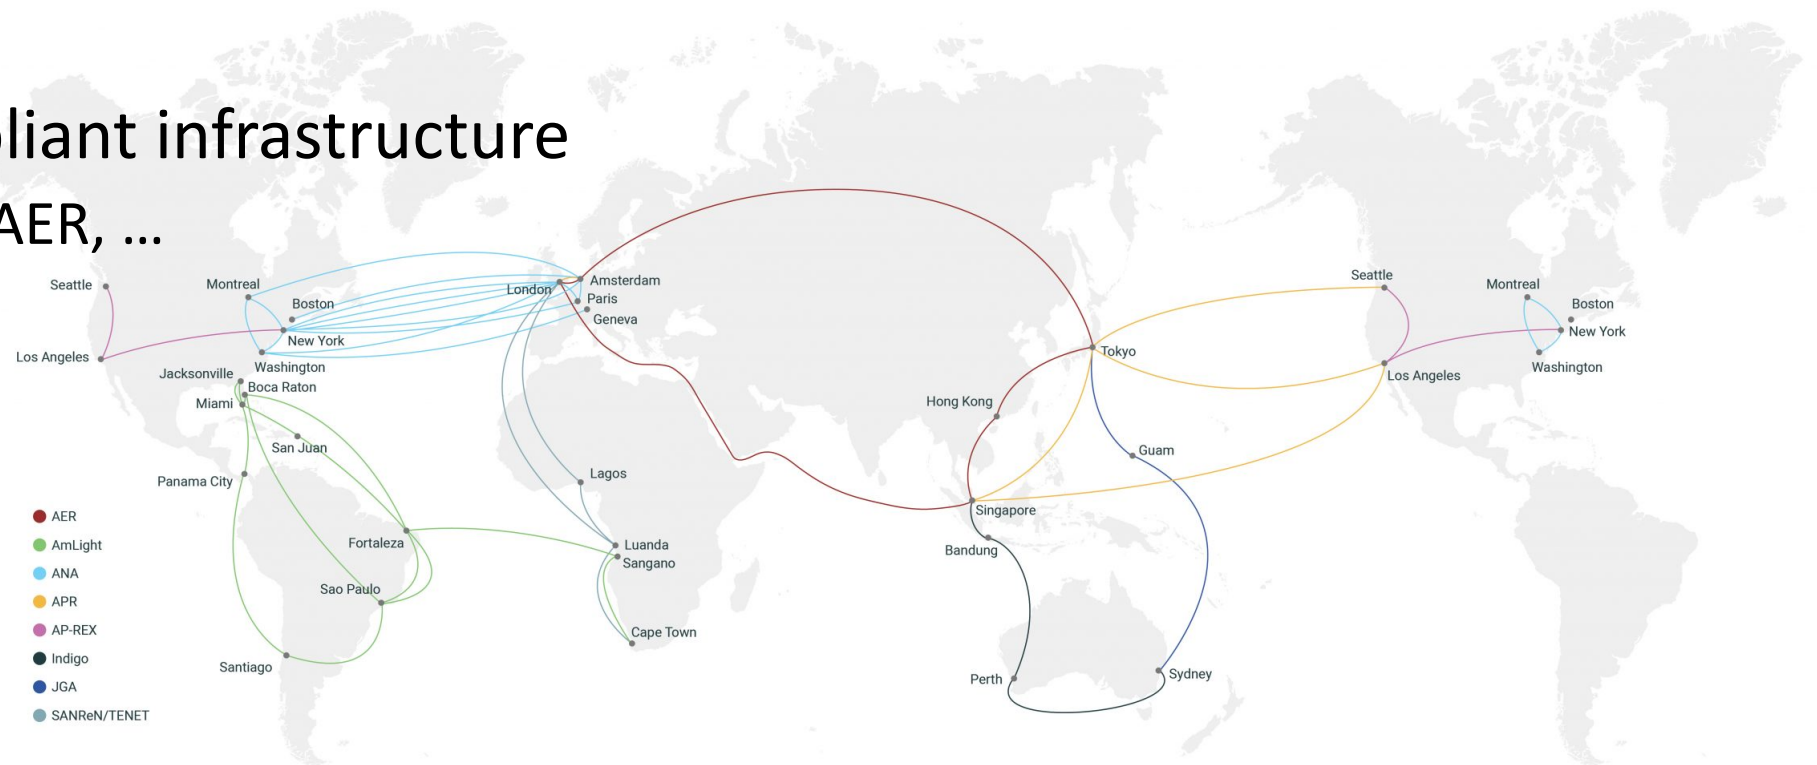 pliant infrastructure
AER, ...
Seattle
Montreal
Boston
New York
Los Angeles
Washington
Jacksonville
Boca Raton
Miami
San Juan
Panama City
London
Amsterdam
Paris
Geneva
Lagos
Fortaleza
Luanda
Sangano
Sao Paulo
Cape Town
Santiago
Tokyo
Hong Kong
Guam
Singapore
Bandung
Perth
Sydney
Seattle
Montreal
Boston
New York
Los Angeles
Washington
AER
AmLight
ANA
APR
AP-REX
Indigo
JGA
SANReN/TENET